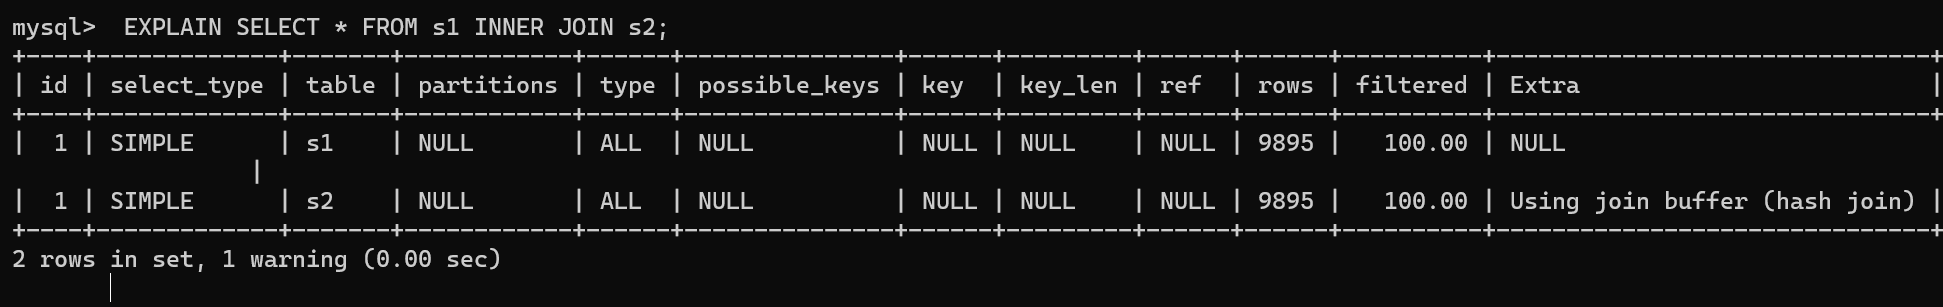 mysql>  EXPLAIN SELECT * FROM s1 INNER JOIN s2;
+----+-------------+-------+------------+------+---------------+------+---------+------+------+----------+-------------------------------+
| id | select_type | table | partitions | type | possible_keys | key  | key_len | ref  | rows | filtered | Extra                         |
+----+-------------+-------+------------+------+---------------+------+---------+------+------+----------+-------------------------------+
|  1 | SIMPLE      | s1    | NULL       | ALL  | NULL          | NULL | NULL    | NULL | 9895 |   100.00 | NULL
                 |
|  1 | SIMPLE      | s2    | NULL       | ALL  | NULL          | NULL | NULL    | NULL | 9895 |   100.00 | Using join buffer (hash join) |
+----+-------------+-------+------------+------+---------------+------+---------+------+------+----------+-------------------------------+
2 rows in set, 1 warning (0.00 sec)